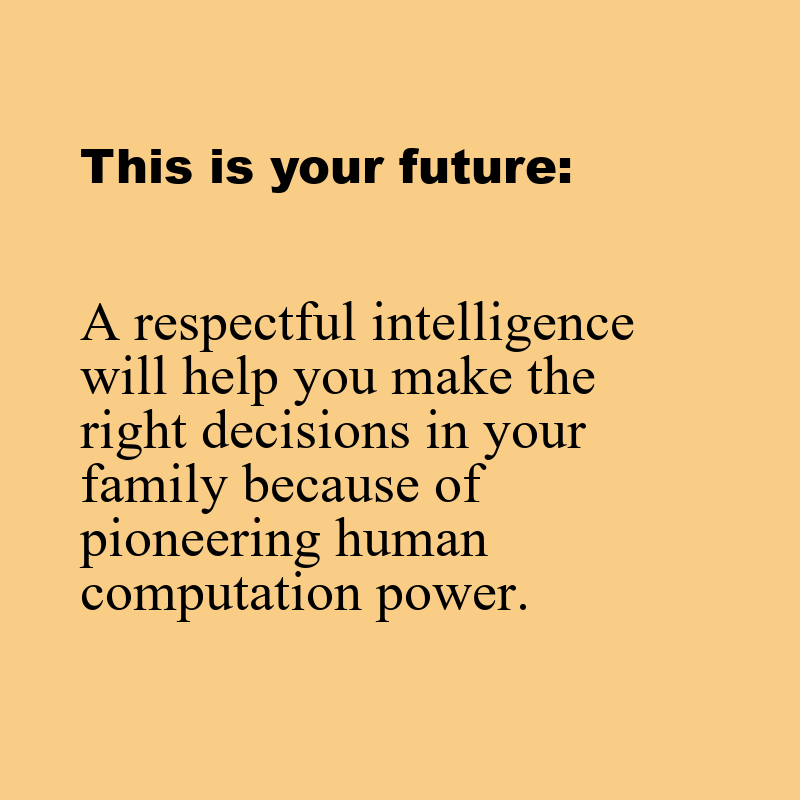 This is your future:
A respectful intelligence
will help you make the
right decisions in your
family because of
pioneering human
computation power.